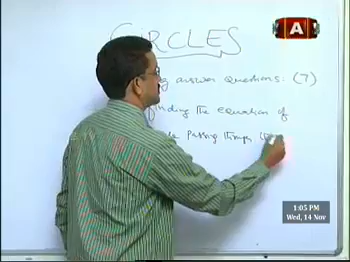 CIRCLES
A
answer questions: (7)
finding the equation of
Passing through
1:05 PM
Wed, 14 Nov